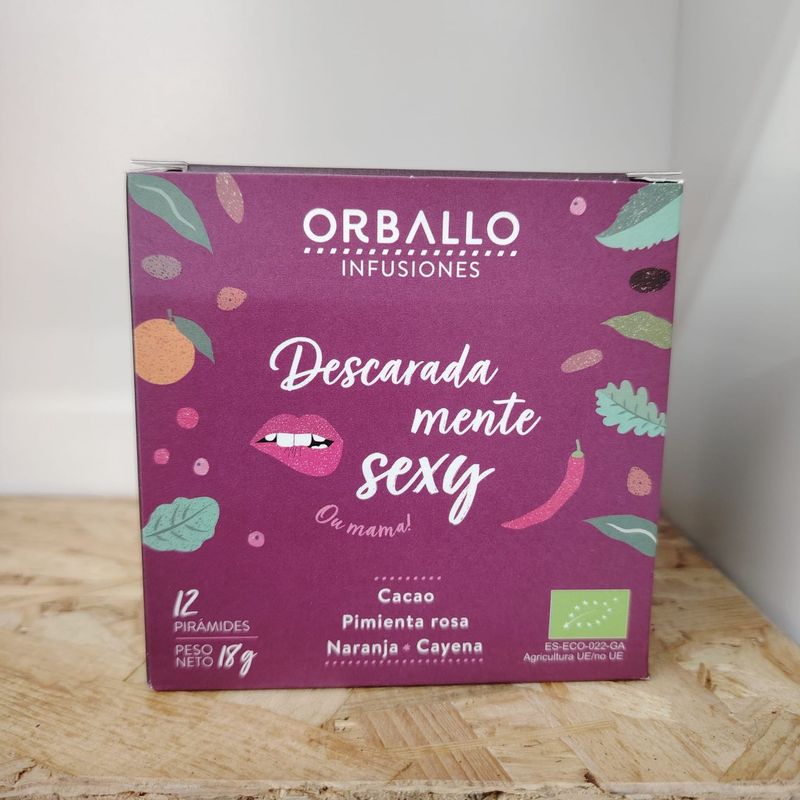 ORBALLO
INFUSIONES
Descarada
mente
sexy
Ou mama!
Cacao
Pimienta rosa
Naranja • Cayena
12
PIRÁMIDES
PESO
NETO 18 g
ES-ECO-022-GA
Agricultura UE/no UE